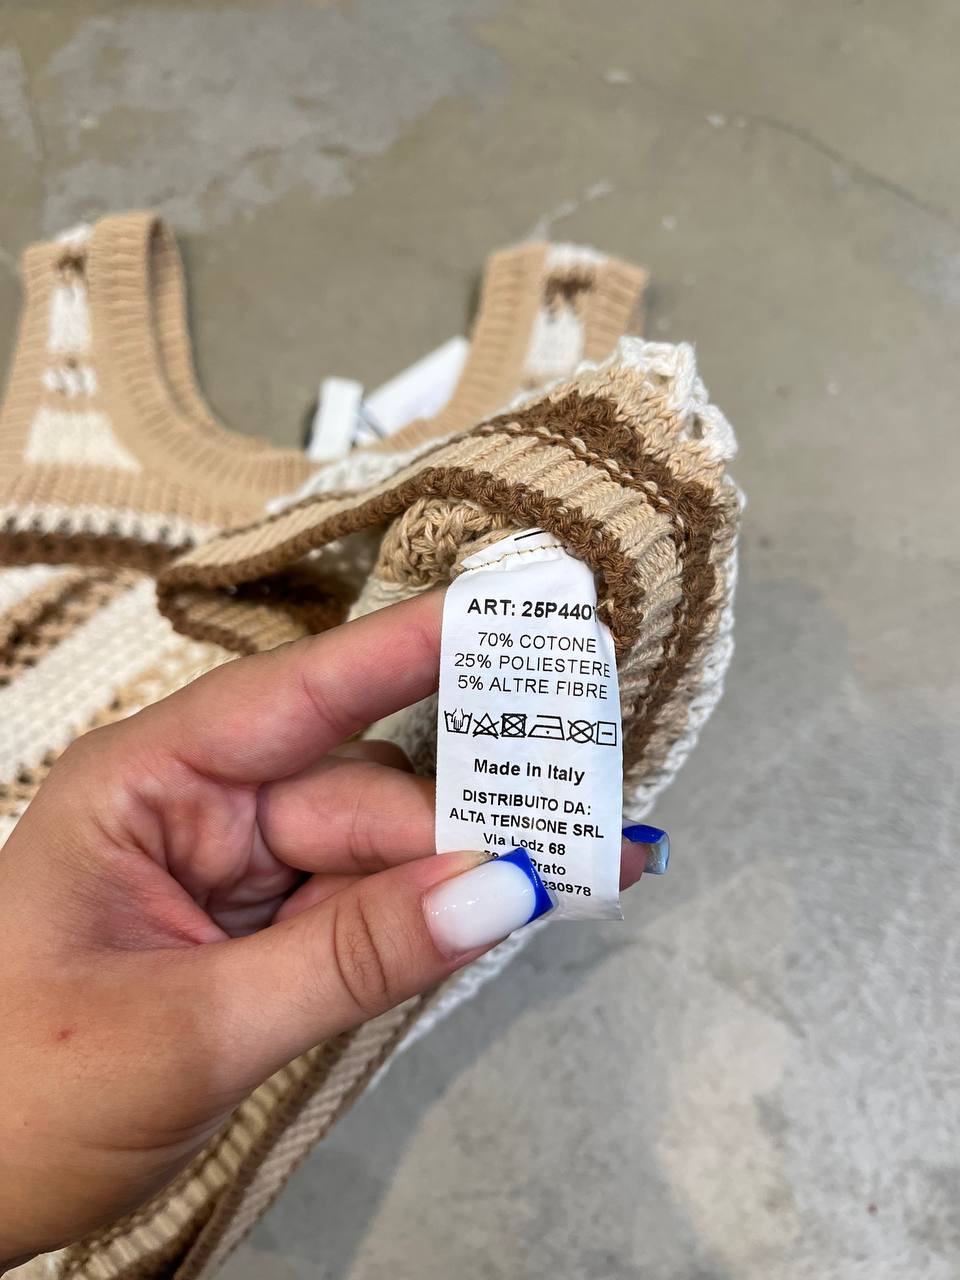 ART: 25P440
70% COTONE
25% POLIESTERE
5% ALTRE FIBRE
Made in Italy
DISTRIBUITO DA:
ALTA TENSIONE SRL
Via Lodz 68
Prato
230978